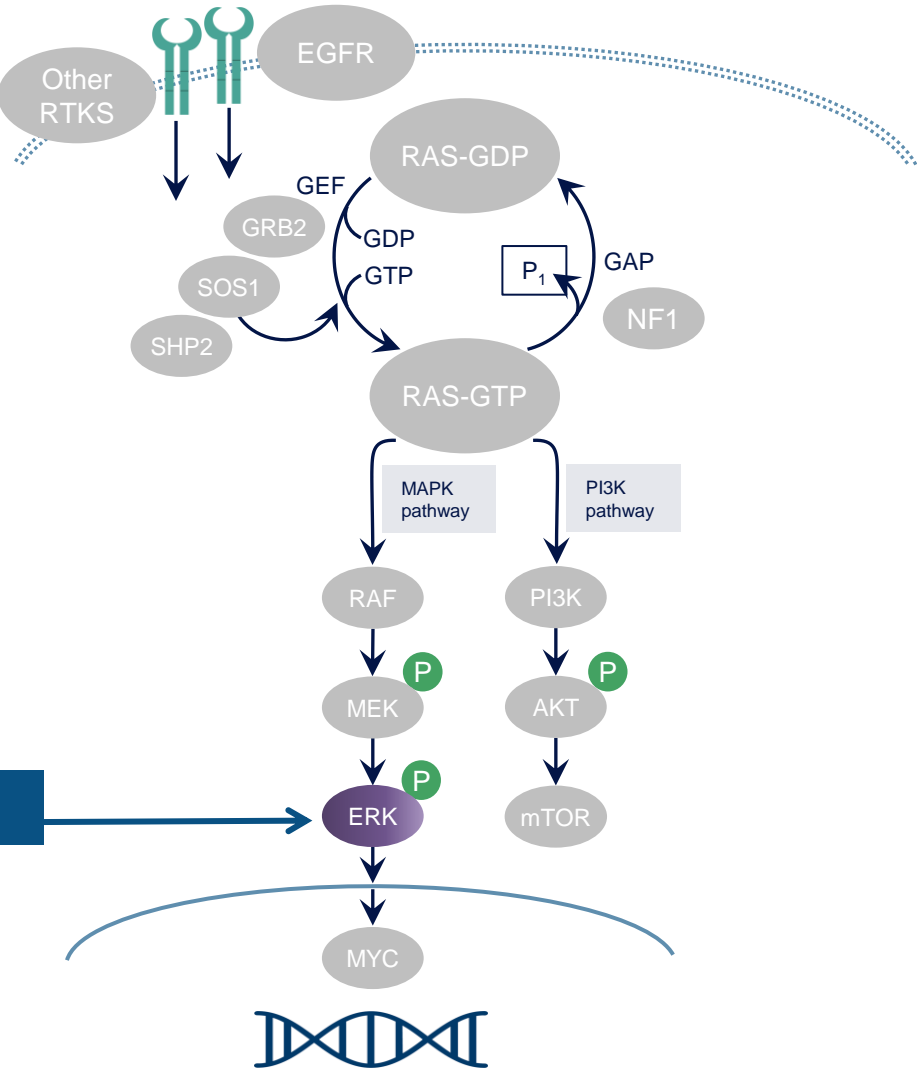 Other
RTKS
EGFR
RAS-GDP
GEF
GRB2
GDP
GAP
P1
GTP
SOS1
NF1
SHP2
RAS-GTP
MAPK
pathway
PI3K
pathway
RAF
PI3K
P
P
MEK
AKT
P
ERK
mTOR
MYC